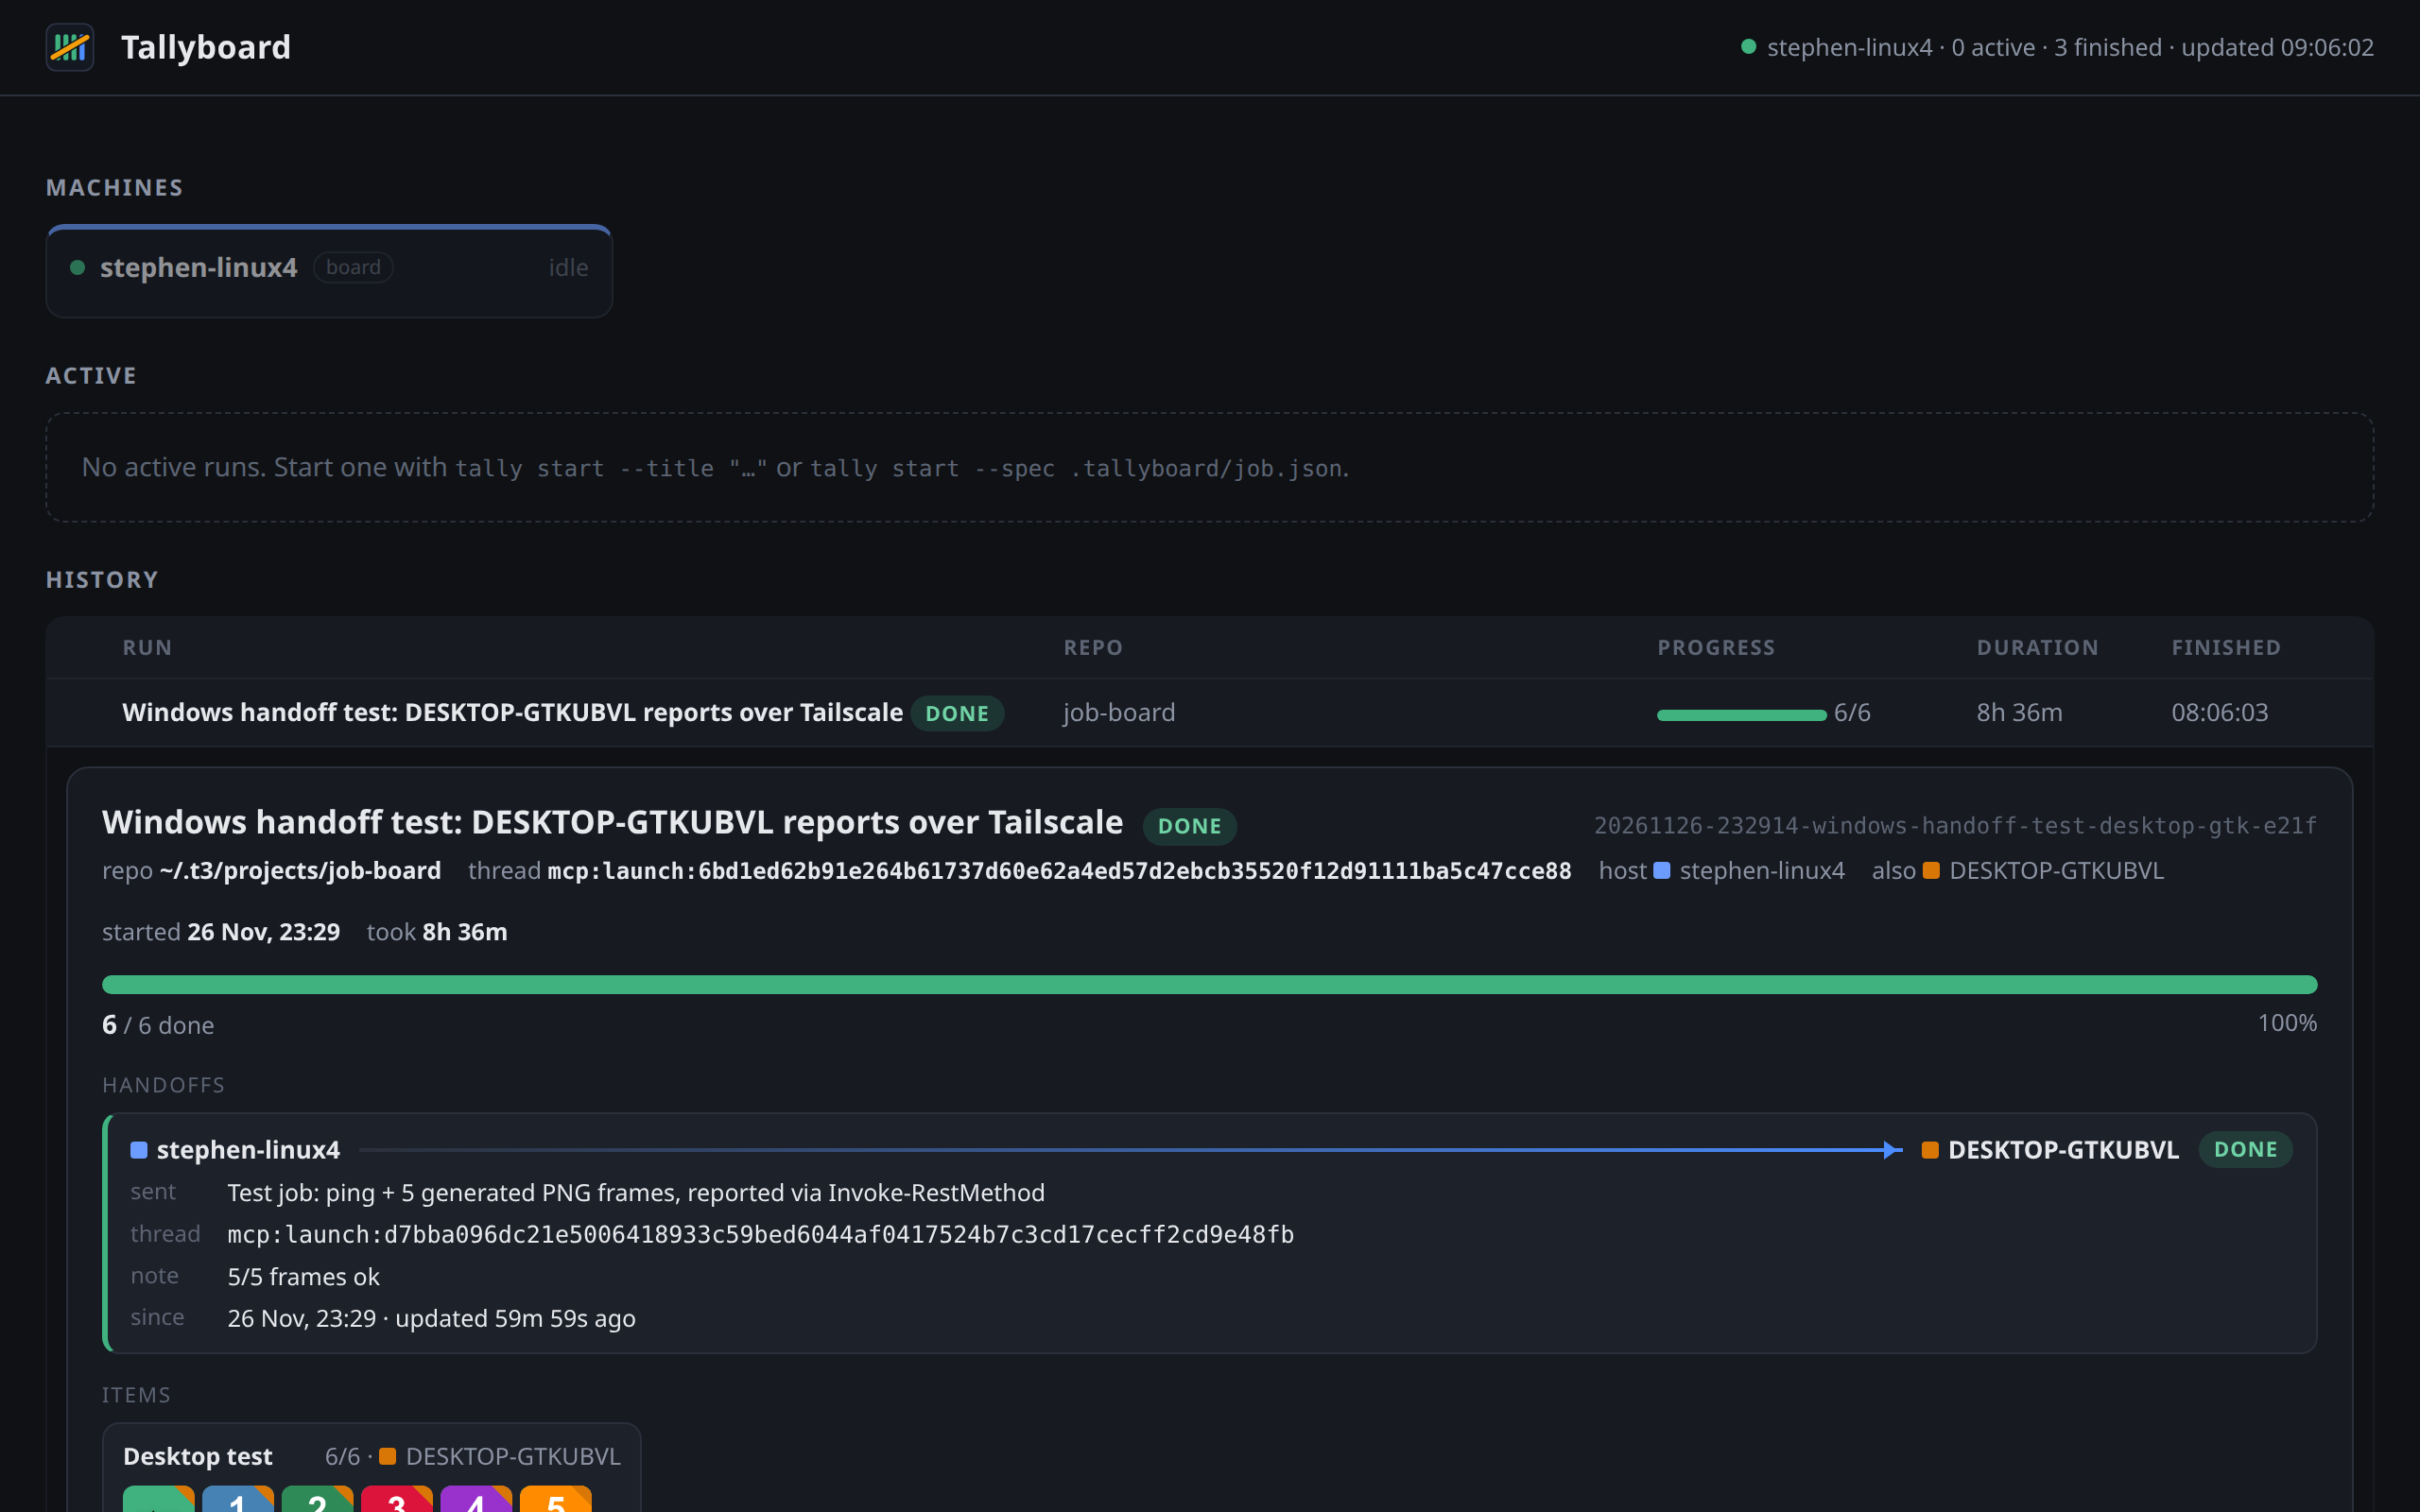 Tallyboard
stephen-linux4 · 0 active · 3 finished · updated 09:06:02
MACHINES
stephen-linux4 board idle
ACTIVE
No active runs. Start one with tally start --title "…" or tally start --spec .tallyboard/job.json.
HISTORY
RUN REPO PROGRESS DURATION FINISHED
Windows handoff test: DESKTOP-GTKUBVL reports over Tailscale DONE job-board 6/6 8h 36m 08:06:03
Windows handoff test: DESKTOP-GTKUBVL reports over Tailscale DONE 20261126-232914-windows-handoff-test-desktop-gtk-e21f
repo ~/.t3/projects/job-board thread mcp:launch:6bd1ed62b91e264b61737d60e62a4ed57d2ebcb35520f12d91111ba5c47cce88 host stephen-linux4 also DESKTOP-GTKUBVL
started 26 Nov, 23:29 took 8h 36m
6 / 6 done 100%
HANDOFFS
stephen-linux4 DESKTOP-GTKUBVL DONE
sent Test job: ping + 5 generated PNG frames, reported via Invoke-RestMethod
thread mcp:launch:d7bba096dc21e5006418933c59bed6044af0417524b7c3cd17cecff2cd9e48fb
note 5/5 frames ok
since 26 Nov, 23:29 · updated 59m 59s ago
ITEMS
Desktop test 6/6 · DESKTOP-GTKUBVL
1 2 3 4 5